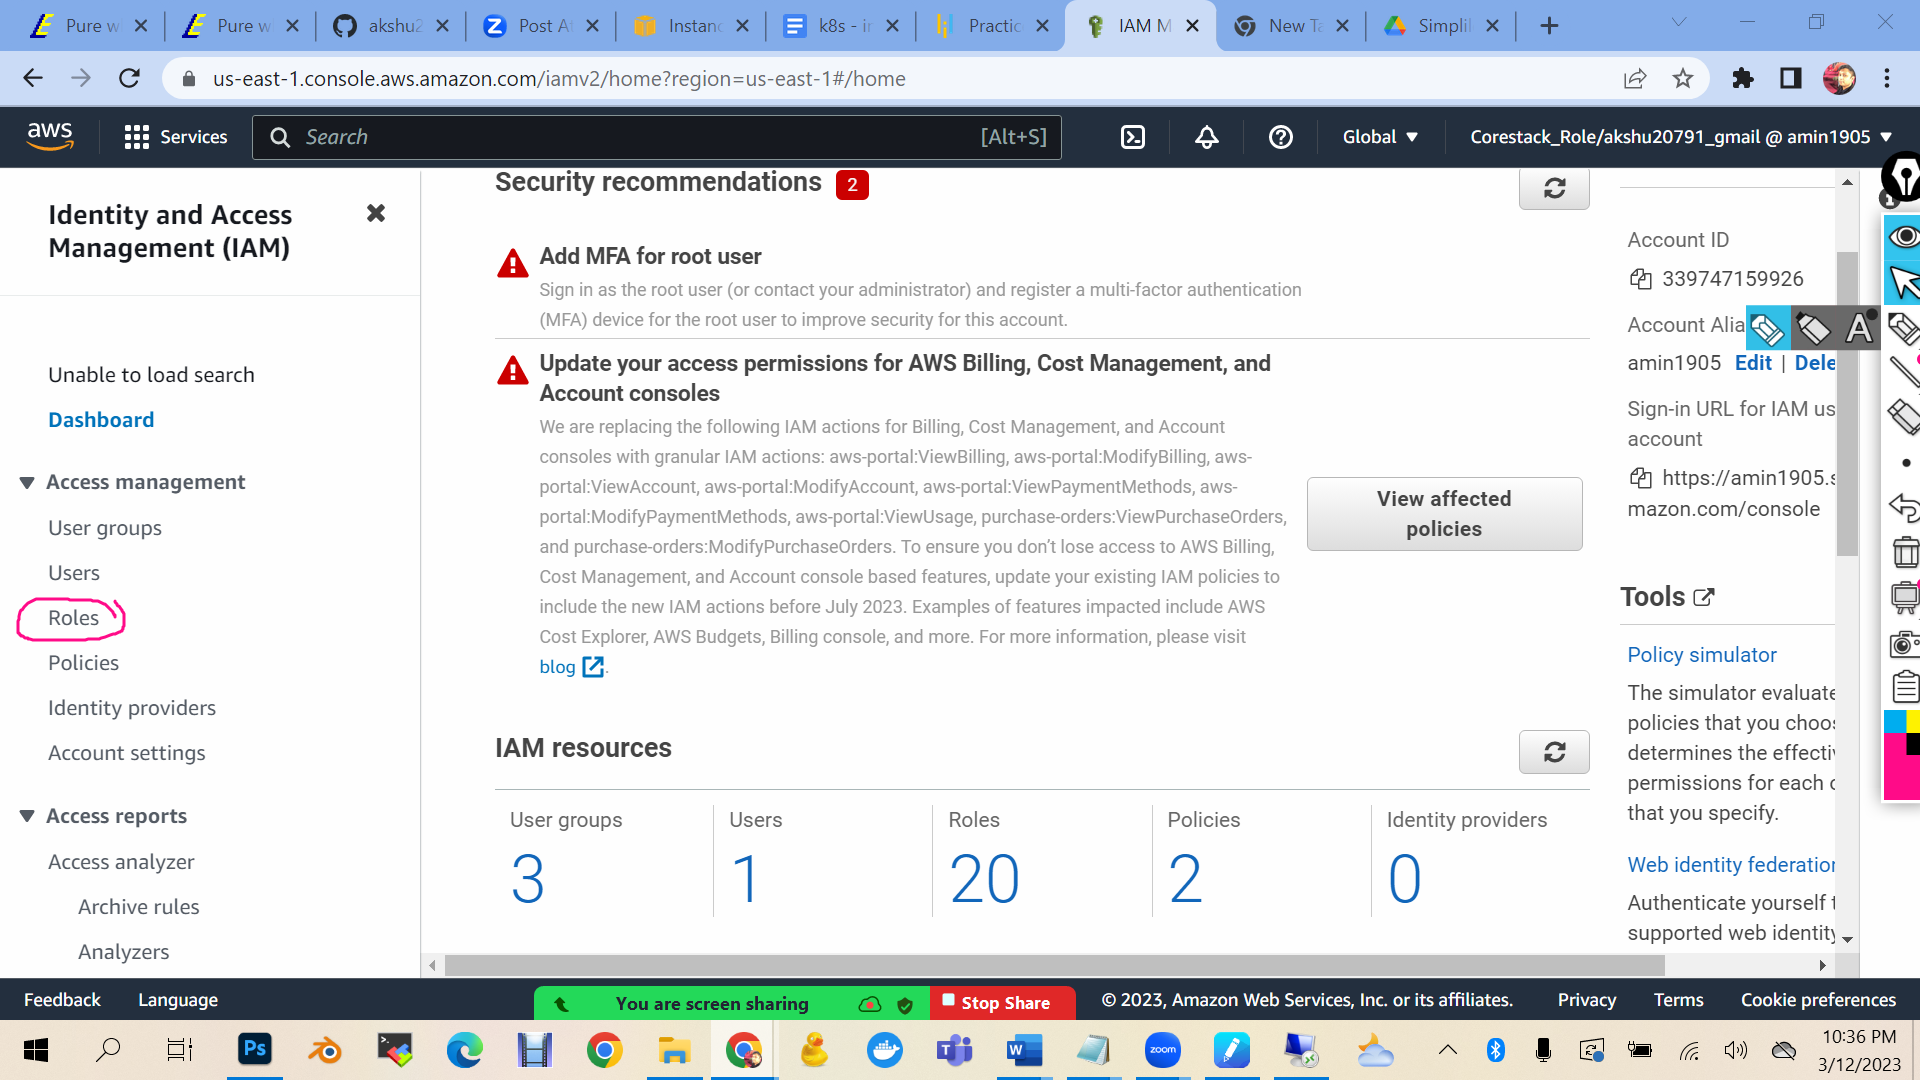 Pure w
Pure w
akshu2
Post At
Instanc
k8s - in
Practic
IAM M
New Ta
Simplil
us-east-1.console.aws.amazon.com/iamv2/home?region=us-east-1#/home
aws
Services
Search
[Alt+S]
Global
Corestack_Role/akshu20791_gmail @ amin1905
Identity and Access
Management (IAM)
Unable to load search
Dashboard
Access management
User groups
Users
Roles
Policies
Identity providers
Account settings
Access reports
Access analyzer
Archive rules
Analyzers
Security recommendations 2
Add MFA for root user
Sign in as the root user (or contact your administrator) and register a multi-factor authentication
(MFA) device for the root user to improve security for this account.
Update your access permissions for AWS Billing, Cost Management, and
Account consoles
We are replacing the following IAM actions for Billing, Cost Management, and Account
consoles with granular IAM actions: aws-portal:ViewBilling, aws-portal:ModifyBilling, aws-
portal:ViewAccount, aws-portal:ModifyAccount, aws-portal:ViewPaymentMethods, aws-
portal:ModifyPaymentMethods, aws-portal:ViewUsage, purchase-orders:ViewPurchaseOrders,
and purchase-orders:ModifyPurchaseOrders. To ensure you don’t lose access to AWS Billing,
Cost Management, and Account console based features, update your existing IAM policies to
include the new IAM actions before July 2023. Examples of features impacted include AWS
Cost Explorer, AWS Budgets, Billing console, and more. For more information, please visit
blog .
View affected
policies
IAM resources
User groups
3
Users
1
Roles
20
Policies
2
Identity providers
0
Account ID
339747159926
Account Alia
A
amin1905 Edit | Dele
Sign-in URL for IAM us
account
https://amin1905.s
mazon.com/console
Tools
Policy simulator
The simulator evaluate
policies that you choos
determines the effecti
permissions for each c
that you specify.
Web identity federation
Authenticate yourself t
supported web identity
Feedback
Language
You are screen sharing
Stop Share
© 2023, Amazon Web Services, Inc. or its affiliates.
Privacy
Terms
Cookie preferences
Ps
T
W
zoom
10:36 PM
3/12/2023